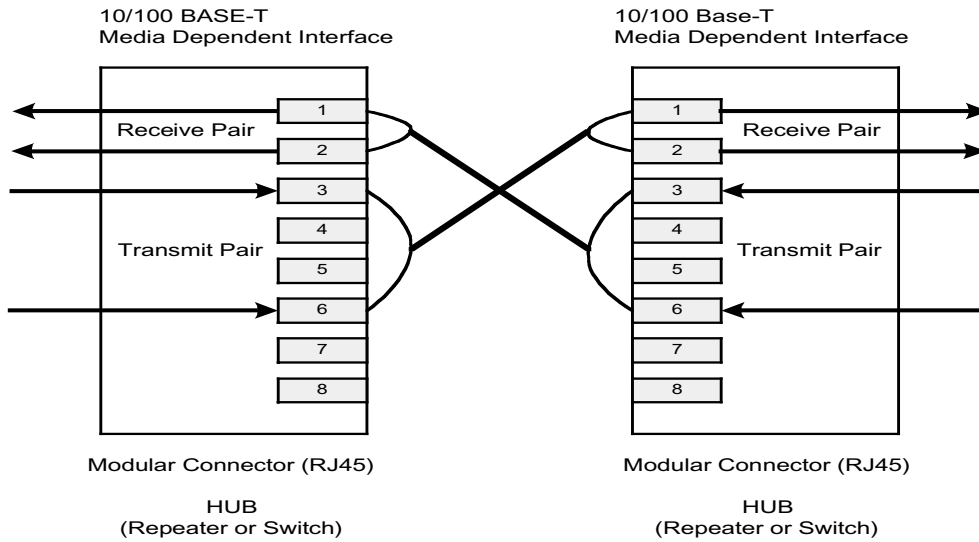 10/100 BASE-T
Media Dependent Interface
10/100 Base-T
Media Dependent Interface
1
Receive Pair
2
3
4
Transmit Pair
5
6
7
8
1
Receive Pair
2
3
4
Transmit Pair
5
6
7
8
Modular Connector (RJ45)
HUB
(Repeater or Switch)
Modular Connector (RJ45)
HUB
(Repeater or Switch)